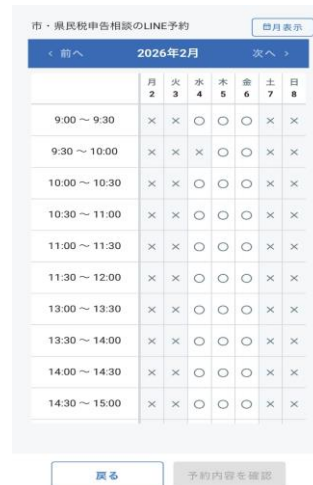 市・県民税申告相談のLINE予約
月表示
< 前へ 2026年2月 次へ >
月 火 水 木 金 土 日
2 3 4 5 6 7 8
9:00 ～ 9:30 × × ○ ○ ○ × ×
9:30 ～ 10:00 × × × ○ ○ × ×
10:00 ～ 10:30 × × ○ ○ ○ × ×
10:30 ～ 11:00 × × ○ ○ ○ × ×
11:00 ～ 11:30 × × ○ ○ ○ × ×
11:30 ～ 12:00 × × ○ ○ ○ × ×
13:00 ～ 13:30 × × ○ ○ ○ × ×
13:30 ～ 14:00 × × ○ ○ ○ × ×
14:00 ～ 14:30 × × ○ ○ ○ × ×
14:30 ～ 15:00 × × ○ ○ ○ × ×
戻る 予約内容を確認